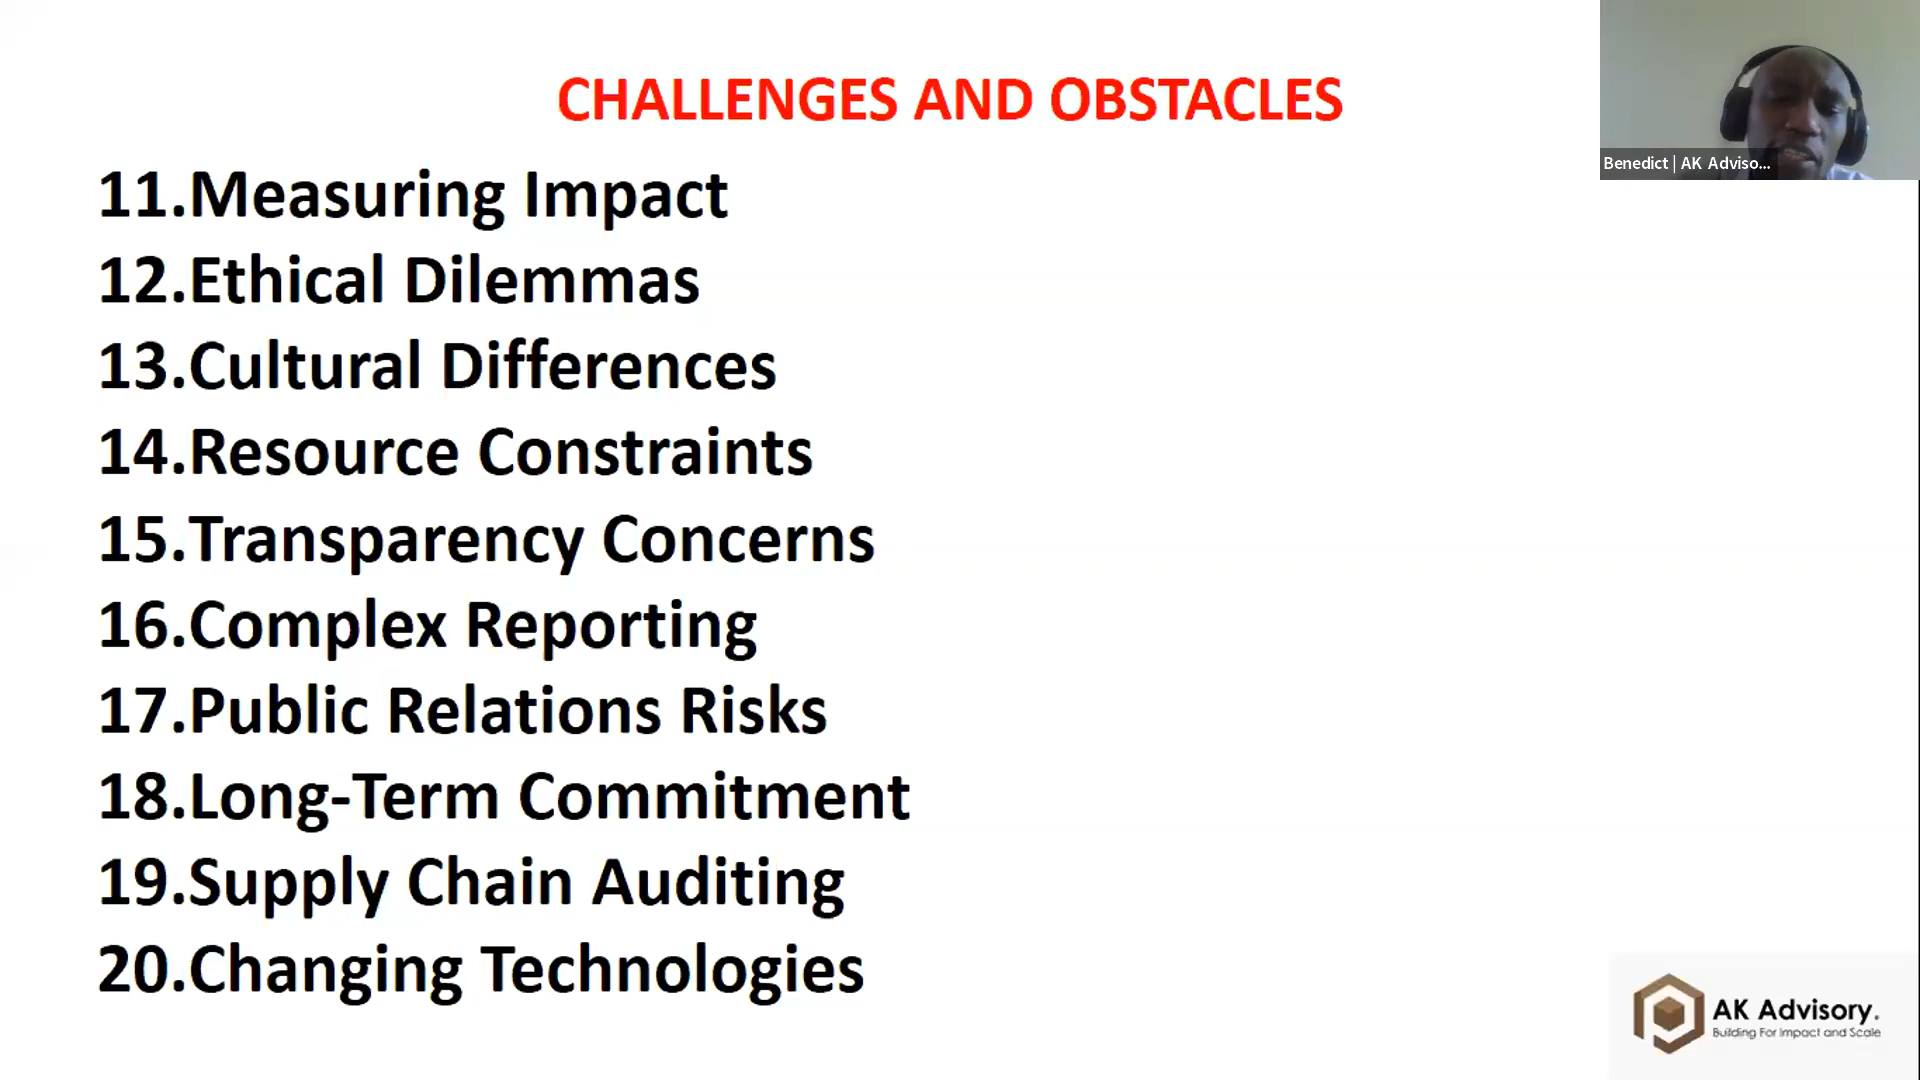 CHALLENGES AND OBSTACLES
Benedict | AK Adviso...
11.Measuring Impact
12.Ethical Dilemmas
13.Cultural Differences
14.Resource Constraints
15.Transparency Concerns
16.Complex Reporting
17.Public Relations Risks
18.Long-Term Commitment
19.Supply Chain Auditing
20.Changing Technologies
AK Advisory.
Building For Impact and Scale